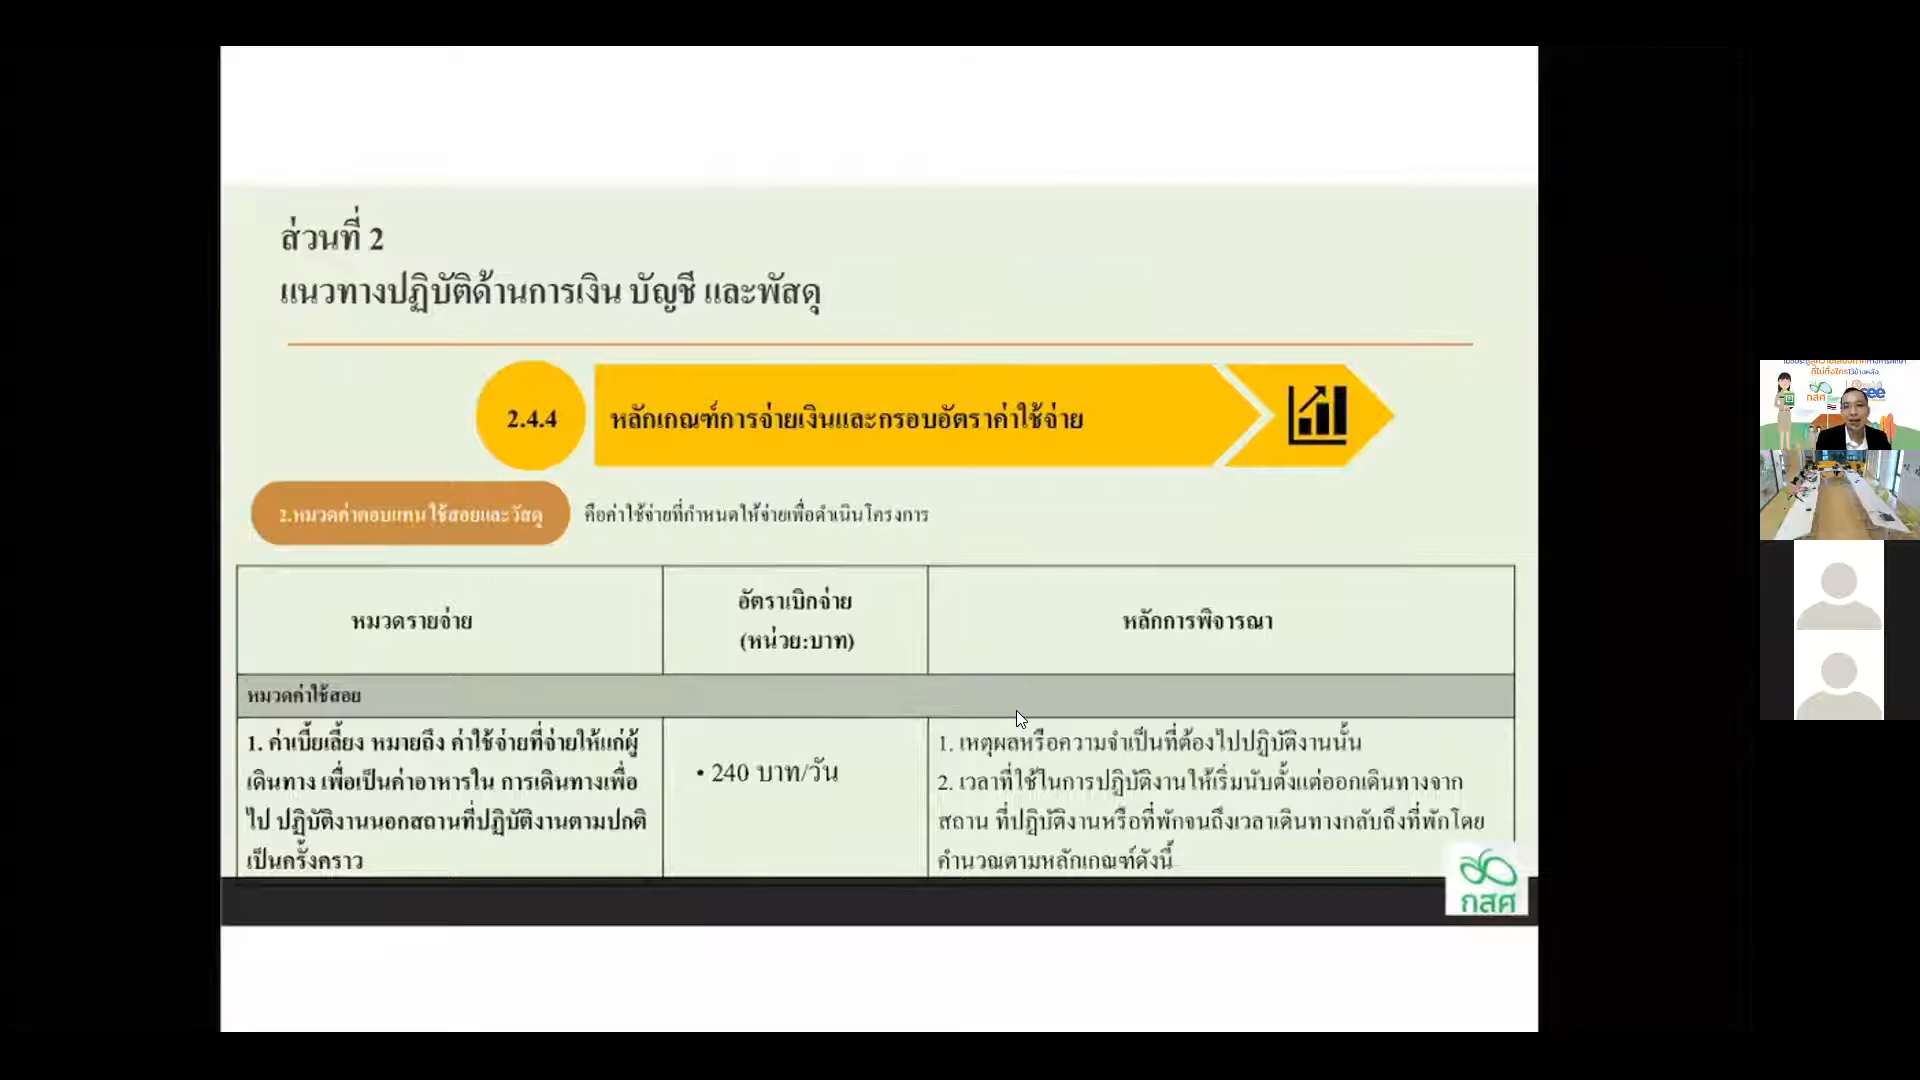 ส่วนที่ 2
แนวทางปฏิบัติด้านการเงิน บัญชี และพัสดุ
2.4.4
หลักเกณฑ์การจ่ายเงินและกรอบอัตราค่าใช้จ่าย
2.หมวดค่าตอบแทน ใช้สอยและวัสดุ
คือค่าใช้จ่ายที่กำหนดให้จ่ายเพื่อดำเนินโครงการ
หมวดรายจ่าย
อัตราเบิกจ่าย
(หน่วย:บาท)
หลักการพิจารณา
หมวดค่าใช้สอย
1. ค่าเบี้ยเลี้ยง หมายถึง ค่าใช้จ่ายที่จ่ายให้แก่ผู้
เดินทาง เพื่อเป็นค่าอาหารใน การเดินทางเพื่อ
ไป ปฏิบัติงานนอกสถานที่ปฏิบัติงานตามปกติ
เป็นครั้งคราว
• 240 บาท/วัน
1. เหตุผลหรือความจำเป็นที่ต้องไปปฏิบัติงานนั้น
2. เวลาที่ใช้ในการปฏิบัติงานให้เริ่มนับตั้งแต่ออกเดินทางจาก
สถาน ที่ปฏิบัติงานหรือที่พักจนถึงเวลาเดินทางกลับถึงที่พักโดย
คำนวณตามหลักเกณฑ์ดังนี้
กสศ
ที่ไม่ทิ้งใครไว้ข้างหลัง
กสศ